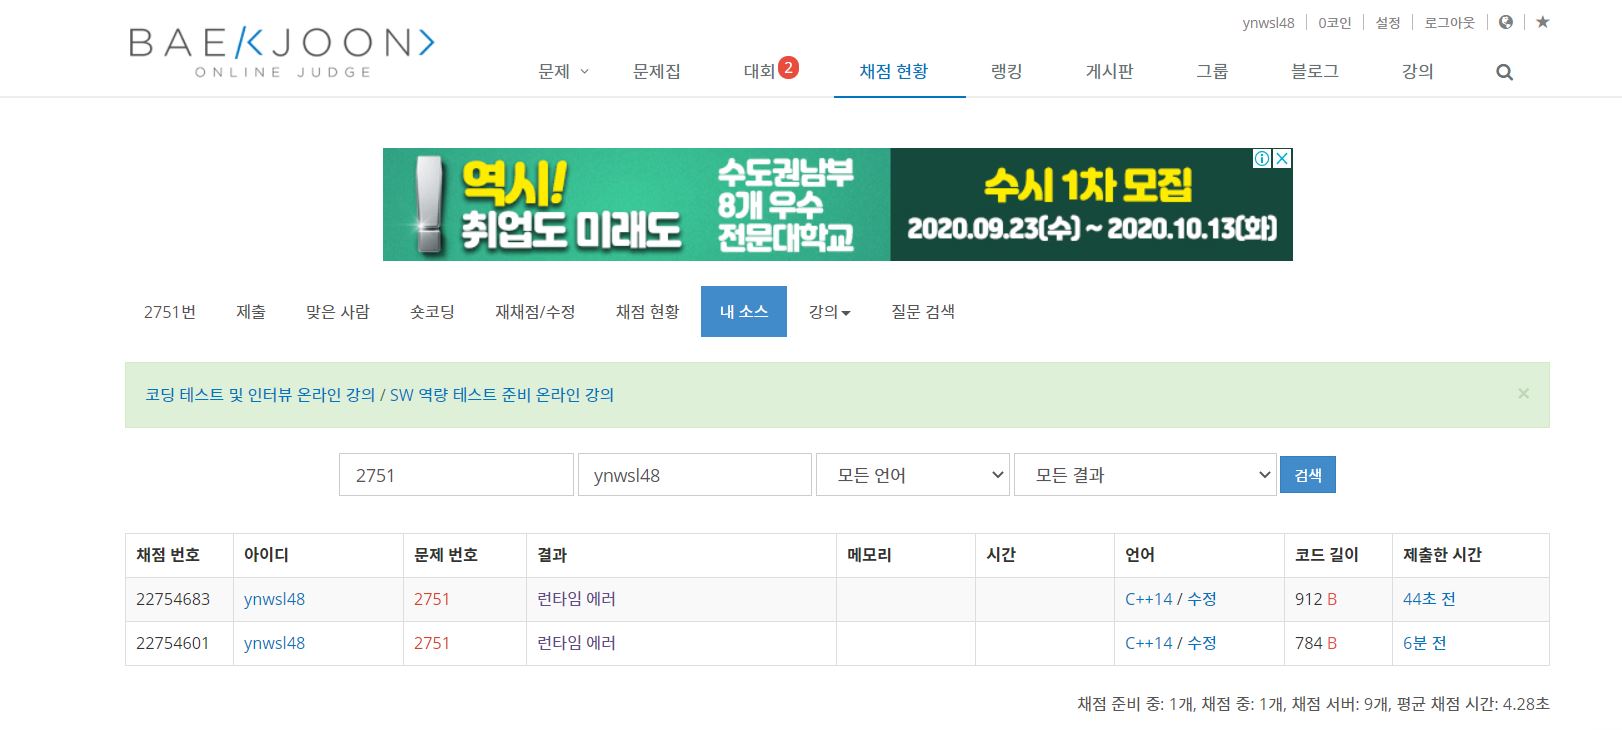 ynwsl48 0코인 설정 로그아웃
BAEKJOON
ONLINE JUDGE
문제 문제집 대회 2 채점 현황 랭킹 게시판 그룹 블로그 강의
역시!
취업도 미래도
수도권남부
8개 우수
전문대학교
수시 1차 모집
2020.09.23(수) ~ 2020.10.13(화)
2751번 제출 맞은 사람 숏코딩 재채점/수정 채점 현황 내 소스 강의 질문 검색
코딩 테스트 및 인터뷰 온라인 강의 / SW 역량 테스트 준비 온라인 강의 ×
2751 ynwsl48 모든 언어 모든 결과 검색
채점 번호 아이디 문제 번호 결과 메모리 시간 언어 코드 길이 제출한 시간
22754683 ynwsl48 2751 런타임 에러 C++14 / 수정 912 B 44초 전
22754601 ynwsl48 2751 런타임 에러 C++14 / 수정 784 B 6분 전
채점 준비 중: 1개, 채점 중: 1개, 채점 서버: 9개, 평균 채점 시간: 4.28초